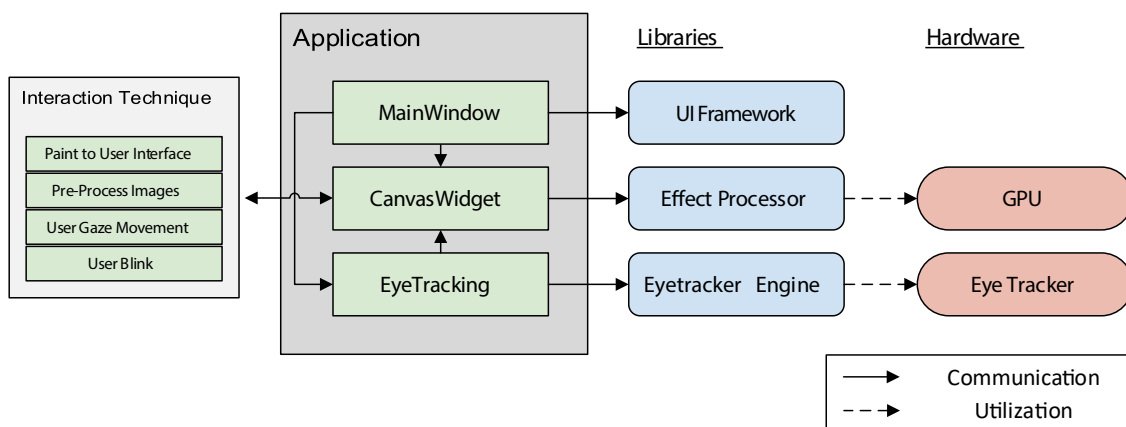 Application
Libraries
Hardware
Interaction Technique
Paint to User Interface
Pre-Process Images
User Gaze Movement
User Blink
MainWindow
UI Framework
CanvasWidget
Effect Processor
GPU
EyeTracking
Eyetracker Engine
Eye Tracker
Communication
Utilization